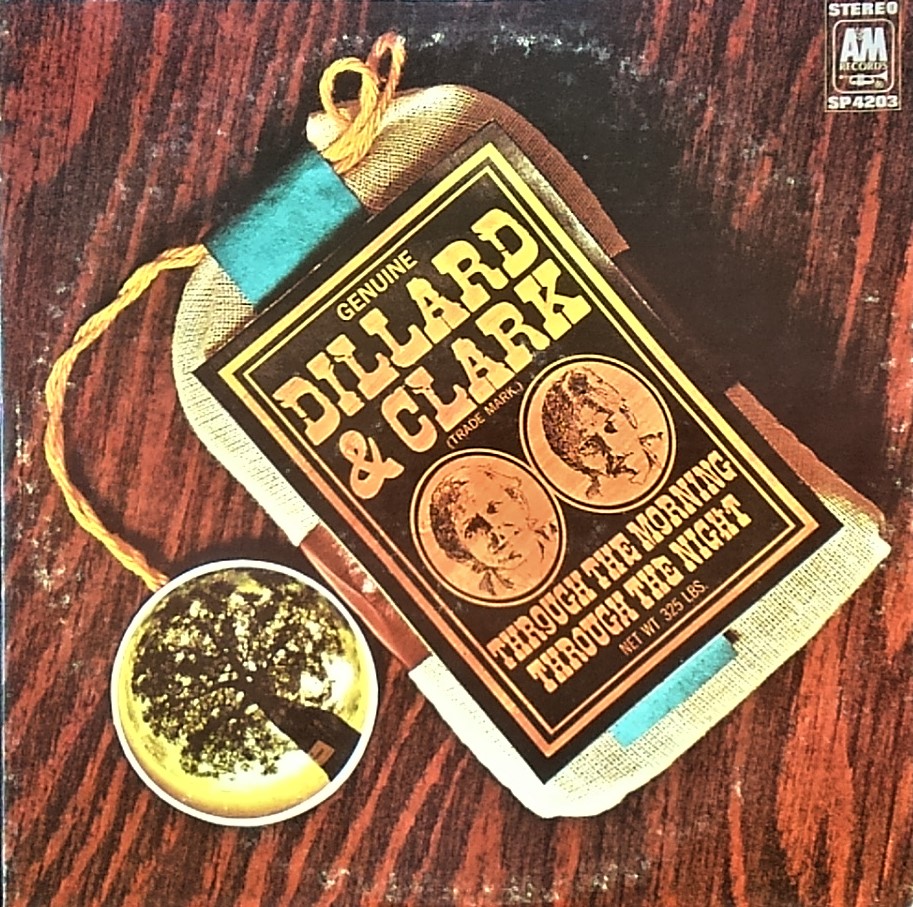 STEREO
A&M
RECORDS
SP4203
GENUINE
DILLARD
& CLARK
(TRADE MARK)
THROUGH THE MORNING
THROUGH THE NIGHT
NET WT 325 LBS.